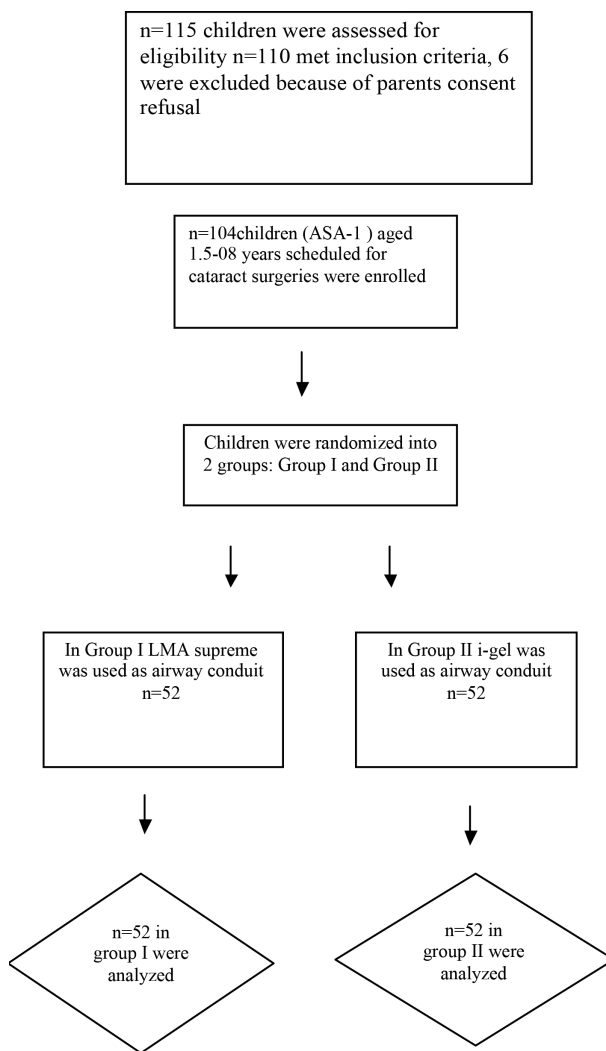 n=115 children were assessed for
eligibility n=110 met inclusion criteria, 6
were excluded because of parents consent
refusal
n=104children (ASA-1 ) aged
1.5-08 years scheduled for
cataract surgeries were enrolled
Children were randomized into
2 groups: Group I and Group II
In Group I LMA supreme
was used as airway conduit
n=52
In Group II i-gel was
used as airway conduit
n=52
n=52 in
group I were
analyzed
n=52 in
group II were
analyzed